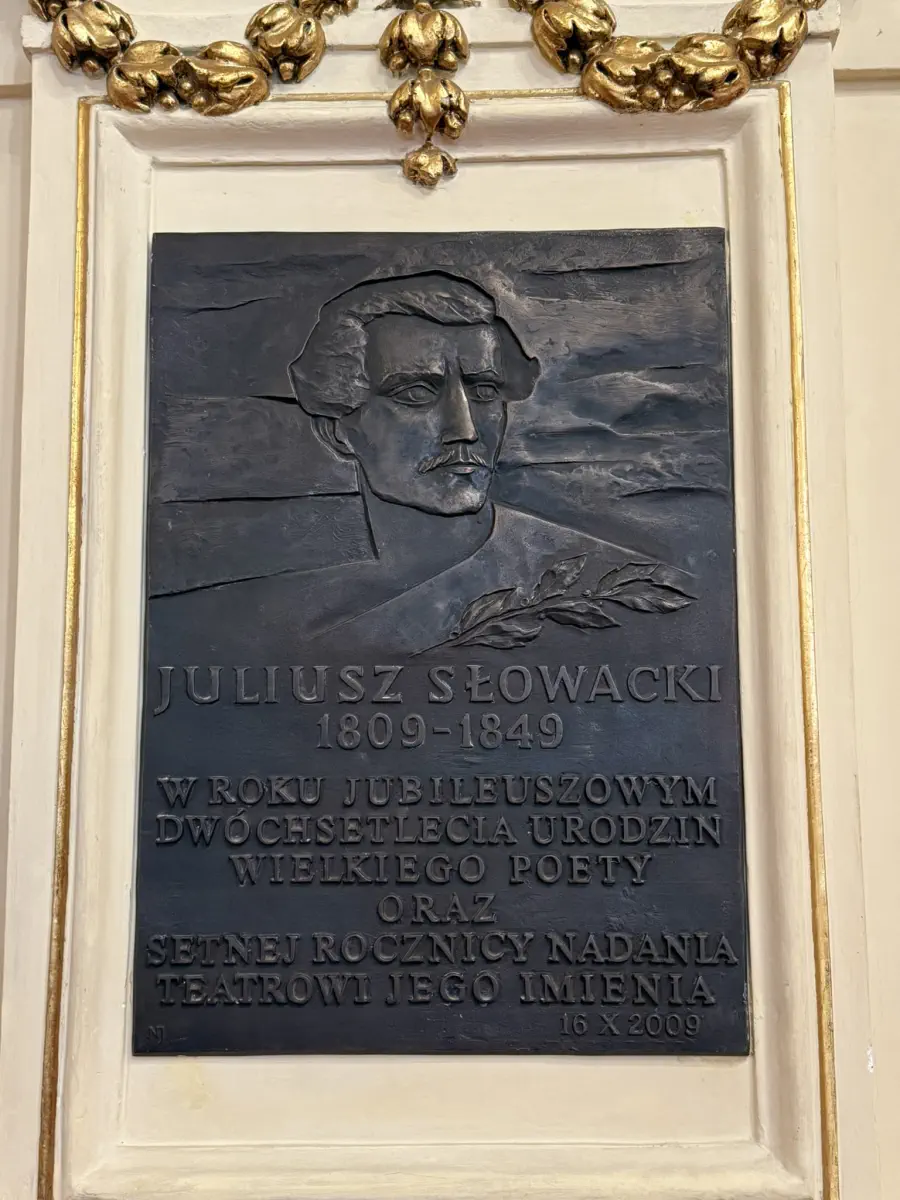 JULIUSZ SŁOWACKI
1809-1849
W ROKU JUBILEUSZOWYM
DWÓCHSETLECIA URODZIN
WIELKIEGO POETY
ORAZ
SETNEJ ROCZNICY NADANIA
TEATROWI JEGO IMIENIA
16 X 2009